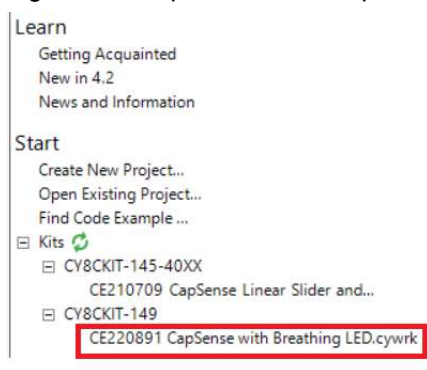 Learn
Getting Acquainted
New in 4.2
News and Information
Start
Create New Project...
Open Existing Project...
Find Code Example ...
Kits
CY8CKIT-145-40XX
CE210709 CapSense Linear Slider and...
CY8CKIT-149
CE220891 CapSense with Breathing LED.cywrk